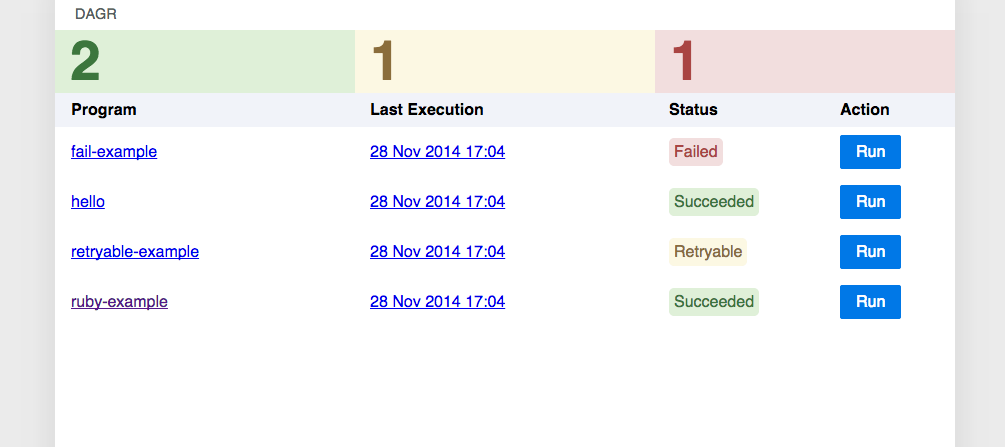 DAGR
2 1 1
Program Last Execution Status Action
fail-example 28 Nov 2014 17:04 Failed Run
hello 28 Nov 2014 17:04 Succeeded Run
retryable-example 28 Nov 2014 17:04 Retryable Run
ruby-example 28 Nov 2014 17:04 Succeeded Run